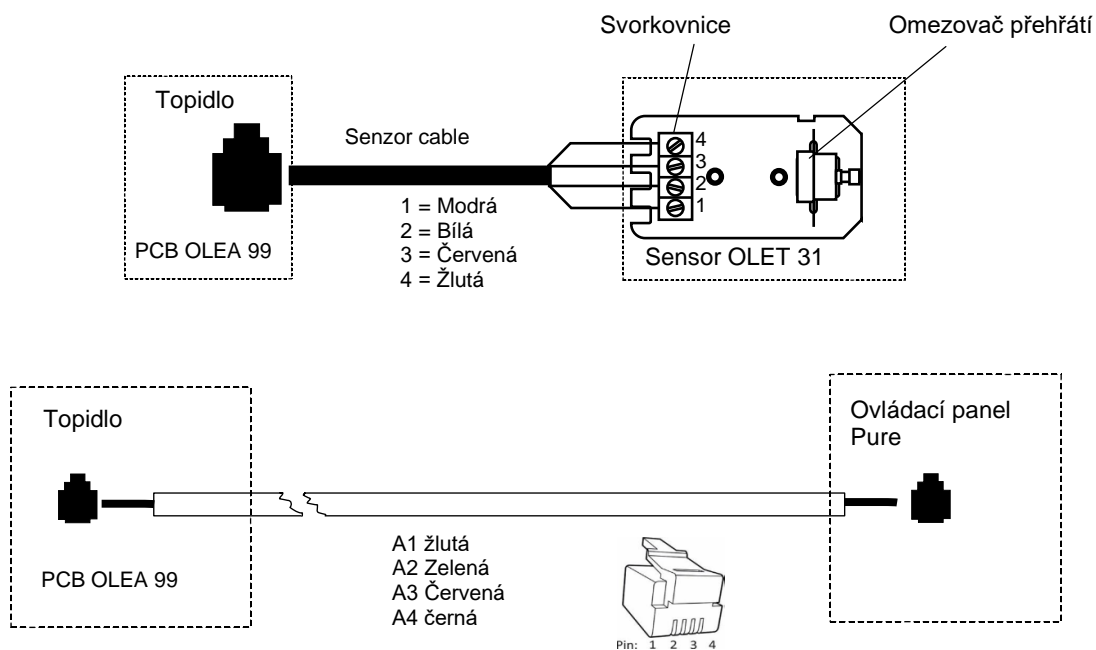 Svorkovnice
Omezovač přehřátí
Topidlo
Senzor cable
4
3
2
1
1 = Modrá
2 = Bílá
3 = Červená
4 = Žlutá
PCB OLEA 99
Sensor OLET 31
Topidlo
Ovládací panel
Pure
A1 žlutá
A2 Zelená
A3 Červená
A4 černá
PCB OLEA 99
Pin: 1 2 3 4